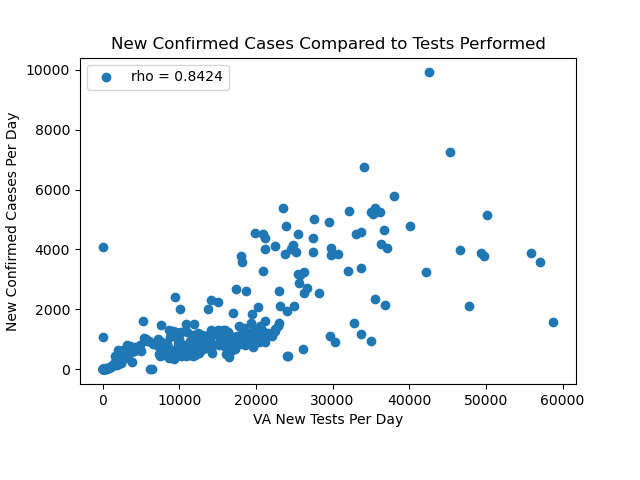 New Confirmed Cases Compared to Tests Performed
rho = 0.8424
10000
8000
6000
4000
2000
0
New Confirmed Caeses Per Day
0 10000 20000 30000 40000 50000 60000
VA New Tests Per Day